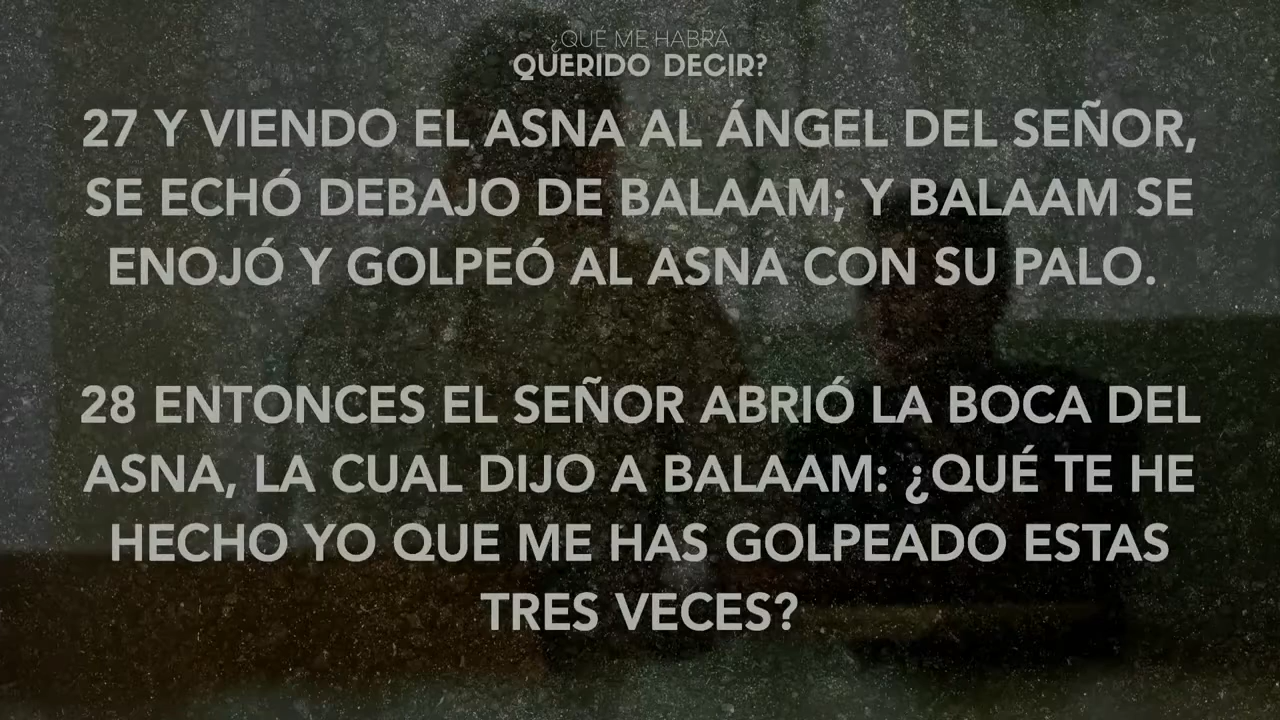 ¿QUÉ ME HABRÁ
QUERIDO DECIR?
27 Y VIENDO EL ASNA AL ÁNGEL DEL SEÑOR,
SE ECHÓ DEBAJO DE BALAAM; Y BALAAM SE
ENOJÓ Y GOLPEÓ AL ASNA CON SU PALO.
28 ENTONCES EL SEÑOR ABRIÓ LA BOCA DEL
ASNA, LA CUAL DIJO A BALAAM: ¿QUÉ TE HE
HECHO YO QUE ME HAS GOLPEADO ESTAS
TRES VECES?